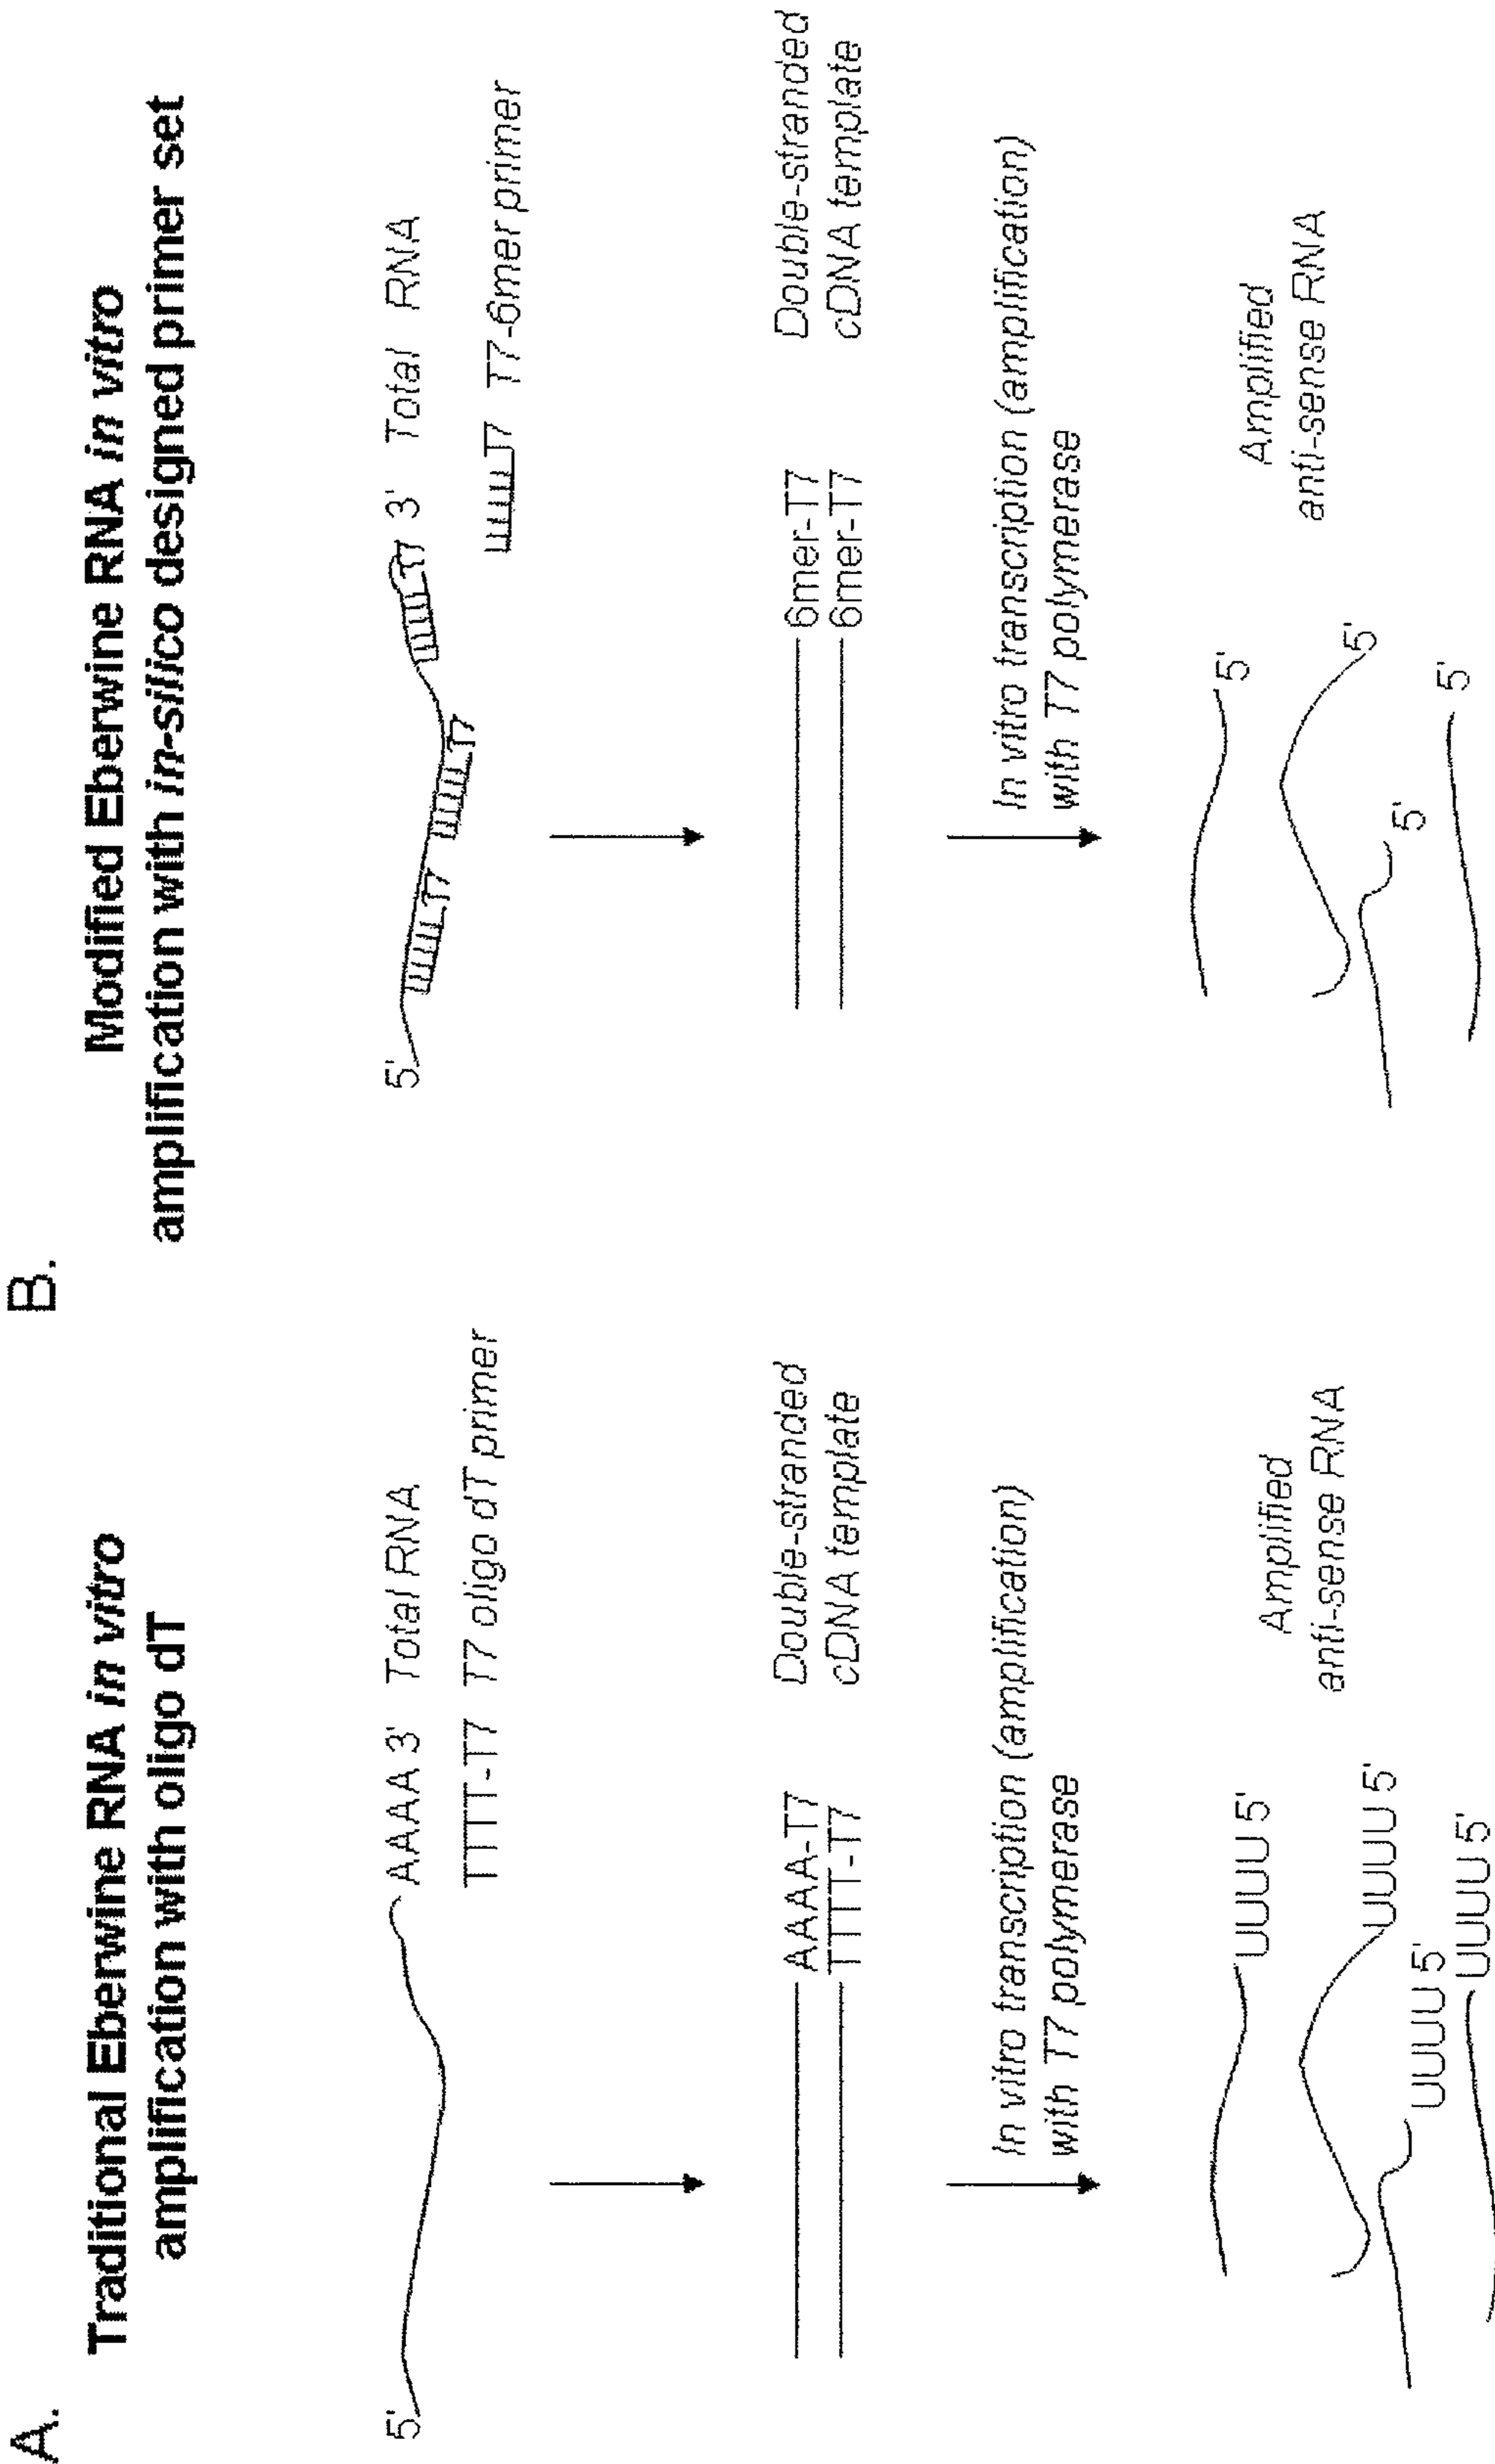 A.
Traditional Eberwine RNA in vitro
amplification with oligo dT
5'
AAAA 3' Total RNA
TTTT-T7 T7 oligo dT primer
AAAA-T7
TTTT-T7
Double-stranded
cDNA template
In vitro transcription (amplification)
with T7 polymerase
UUUU 5'
UUUU 5'
UUUU 5'
UUUU 5'
Amplified
anti-sense RNA
B.
Modified Eberwine RNA in vitro
amplification with in-silico designed primer set
5'
T7
T7
T7 3' Total RNA
T7 T7-6mer primer
6mer-T7
6mer-T7
Double-stranded
cDNA template
In vitro transcription (amplification)
with T7 polymerase
5'
5'
5'
5'
Amplified
anti-sense RNA